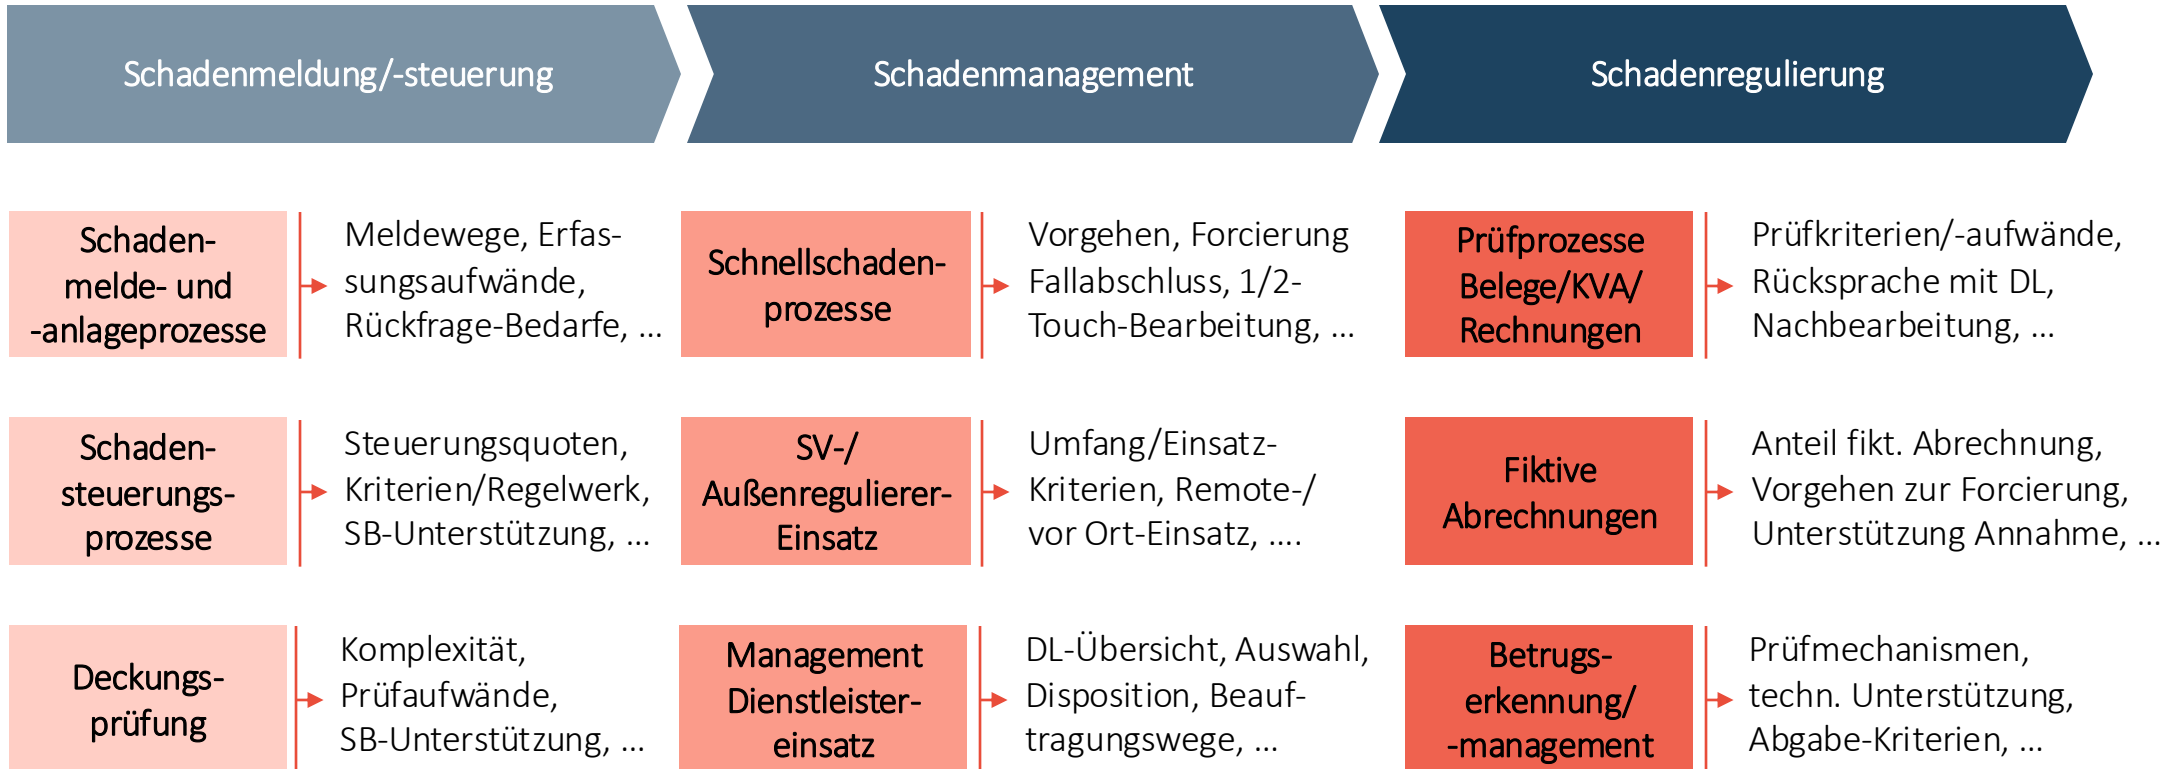 Schadenmeldung/-steuerung
Schadenmanagement
Schadenregulierung
Schaden-
melde- und
-anlageprozesse
Meldewege, Erfas-
sungsaufwände,
Rückfrage-Bedarfe, ...
Schnellschaden-
prozesse
Vorgehen, Forcierung
Fallabschluss, 1/2-
Touch-Bearbeitung, ...
Prüfprozesse
Belege/KVA/
Rechnungen
Prüfkriterien/-aufwände,
Rücksprache mit DL,
Nachbearbeitung, ...
Schaden-
steuerungs-
prozesse
Steuerungsquoten,
Kriterien/Regelwerk,
SB-Unterstützung, ...
SV-/
Außenregulierer-
Einsatz
Umfang/Einsatz-
Kriterien, Remote-/
vor Ort-Einsatz, ....
Fiktive
Abrechnungen
Anteil fikt. Abrechnung,
Vorgehen zur Forcierung,
Unterstützung Annahme, ...
Deckungs-
prüfung
Komplexität,
Prüfaufwände,
SB-Unterstützung, ...
Management
Dienstleister-
einsatz
DL-Übersicht, Auswahl,
Disposition, Beauf-
tragungswege, ...
Betrugs-
erkennung/
-management
Prüfmechanismen,
techn. Unterstützung,
Abgabe-Kriterien, ...